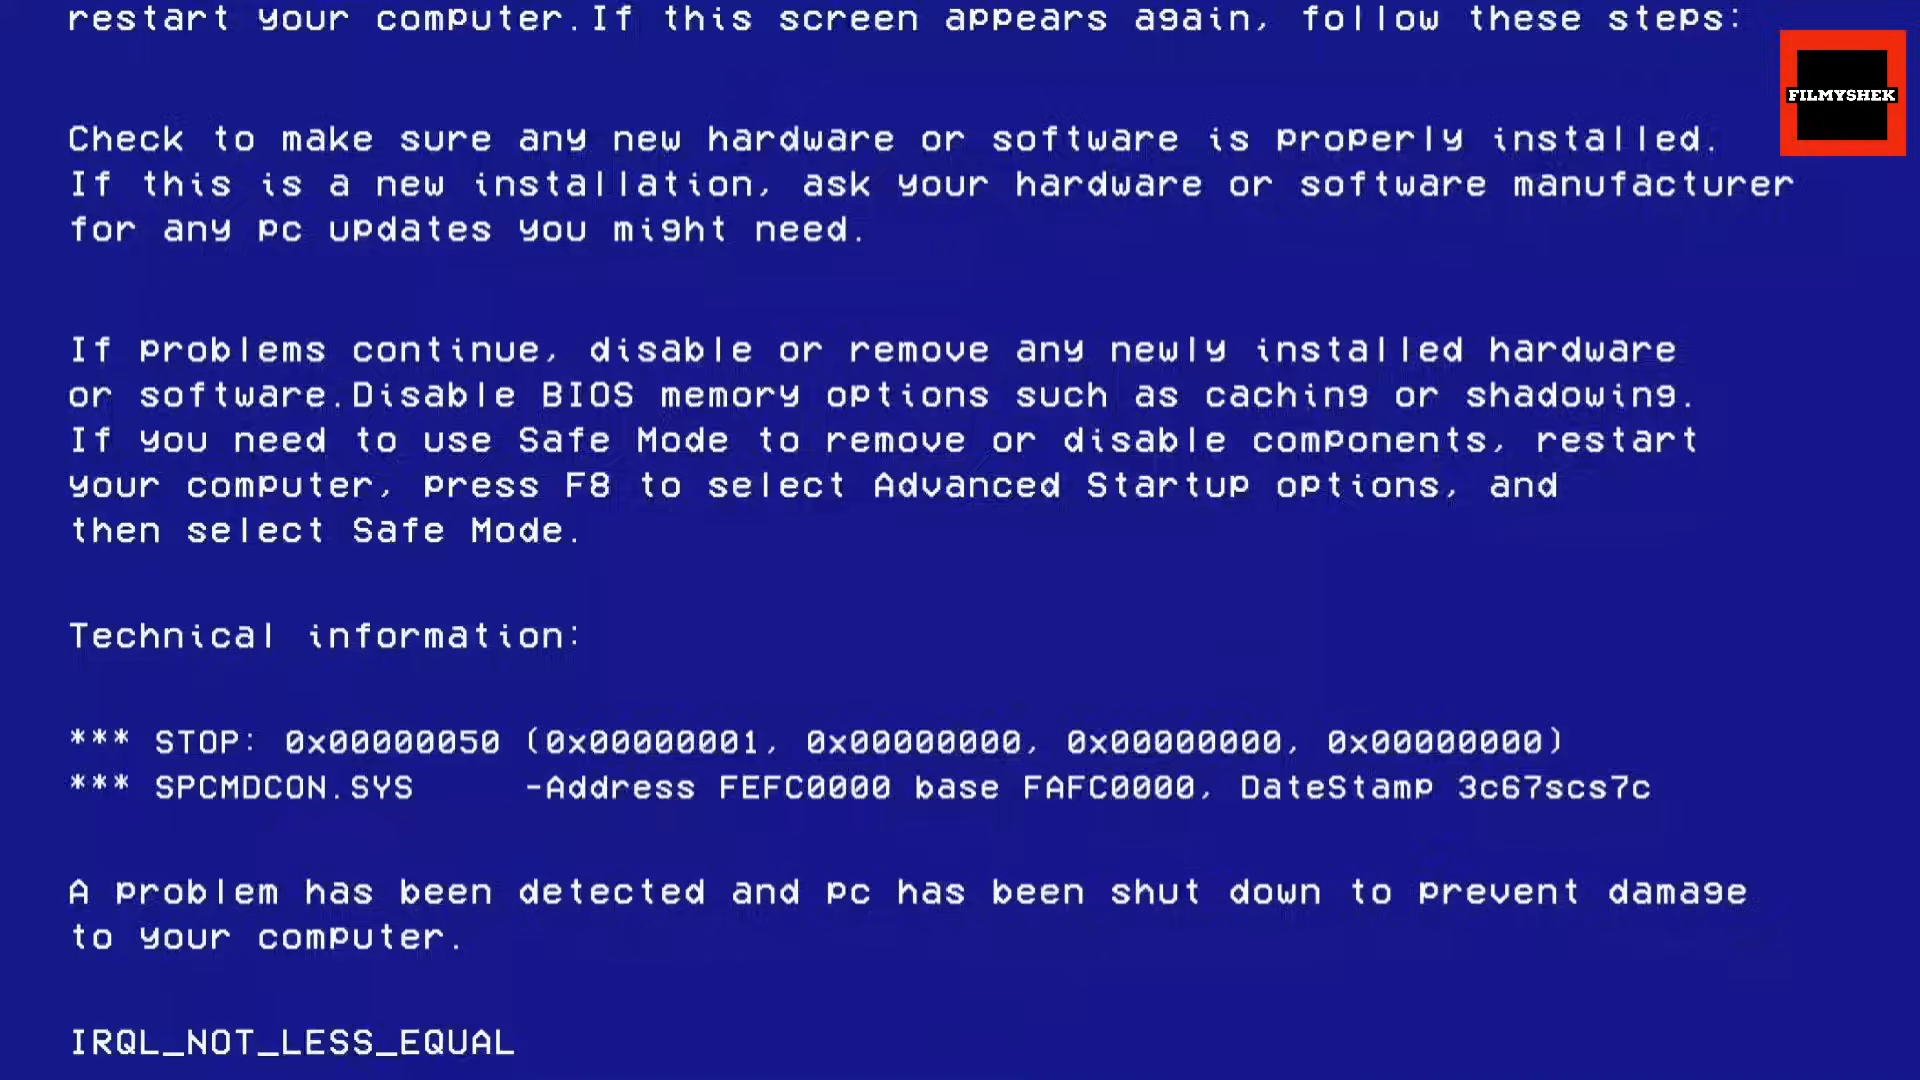 restart your computer.If this screen appears again, follow these steps:
FILMYSHEK
Check to make sure any new hardware or software is properly installed.
If this is a new installation, ask your hardware or software manufacturer
for any pc updates you might need.
If problems continue, disable or remove any newly installed hardware
or software.Disable BIOS memory options such as caching or shadowing.
If you need to use Safe Mode to remove or disable components, restart
your computer, press F8 to select Advanced Startup options, and
then select Safe Mode.
Technical information:
*** STOP: 0x00000050 (0x00000001, 0x00000000, 0x00000000, 0x00000000)
*** SPCMDCON.SYS -Address FEFC0000 base FAFC0000, DateStamp 3c67scs7c
A problem has been detected and pc has been shut down to prevent damage
to your computer.
IRQL_NOT_LESS_EQUAL